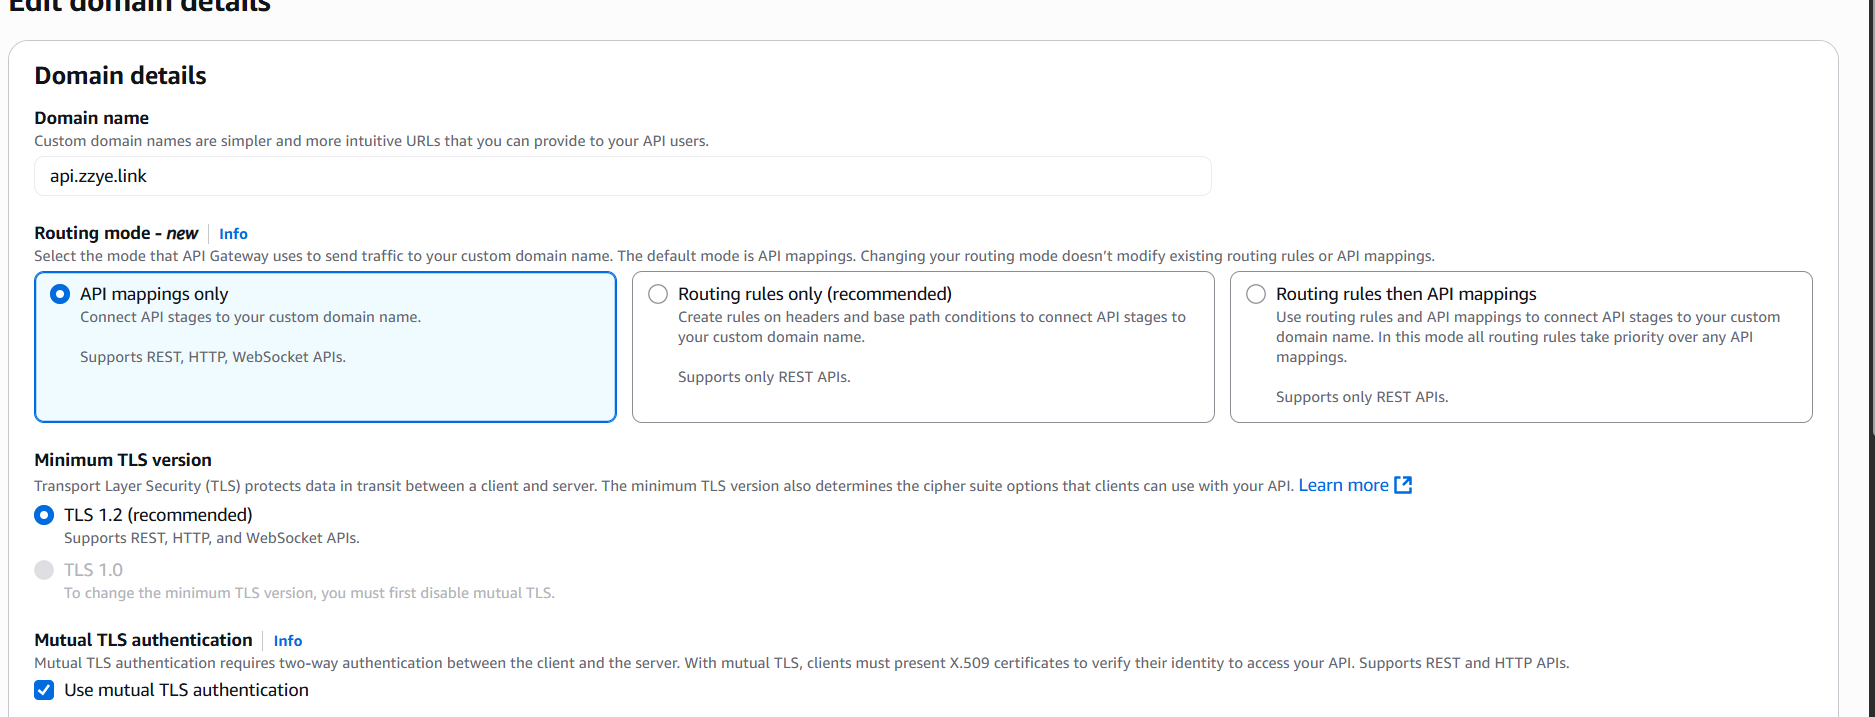 Edit domain details
Domain details
Domain name
Custom domain names are simpler and more intuitive URLs that you can provide to your API users.
api.zzye.link
Routing mode - new Info
Select the mode that API Gateway uses to send traffic to your custom domain name. The default mode is API mappings. Changing your routing mode doesn't modify existing routing rules or API mappings.
API mappings only
Connect API stages to your custom domain name.
Supports REST, HTTP, WebSocket APIs.
Routing rules only (recommended)
Create rules on headers and base path conditions to connect API stages to
your custom domain name.
Supports only REST APIs.
Routing rules then API mappings
Use routing rules and API mappings to connect API stages to your custom
domain name. In this mode all routing rules take priority over any API
mappings.
Supports only REST APIs.
Minimum TLS version
Transport Layer Security (TLS) protects data in transit between a client and server. The minimum TLS version also determines the cipher suite options that clients can use with your API. Learn more
TLS 1.2 (recommended)
Supports REST, HTTP, and WebSocket APIs.
TLS 1.0
To change the minimum TLS version, you must first disable mutual TLS.
Mutual TLS authentication Info
Mutual TLS authentication requires two-way authentication between the client and the server. With mutual TLS, clients must present X.509 certificates to verify their identity to access your API. Supports REST and HTTP APIs.
Use mutual TLS authentication